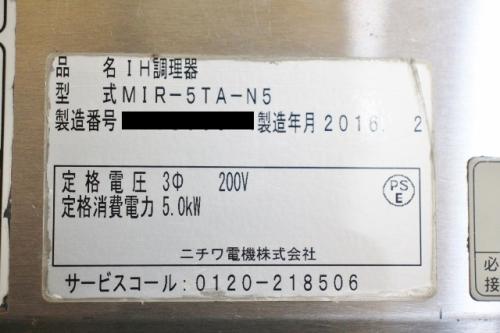 品 名 IH調理器
型 式 MIR-5TA-N5
製造番号 製造年月 2016. 2
定格電圧 3Φ 200V
定格消費電力 5.0kW
PS
E
ニチワ電機株式会社
サービスコール:0120-218506
必
接